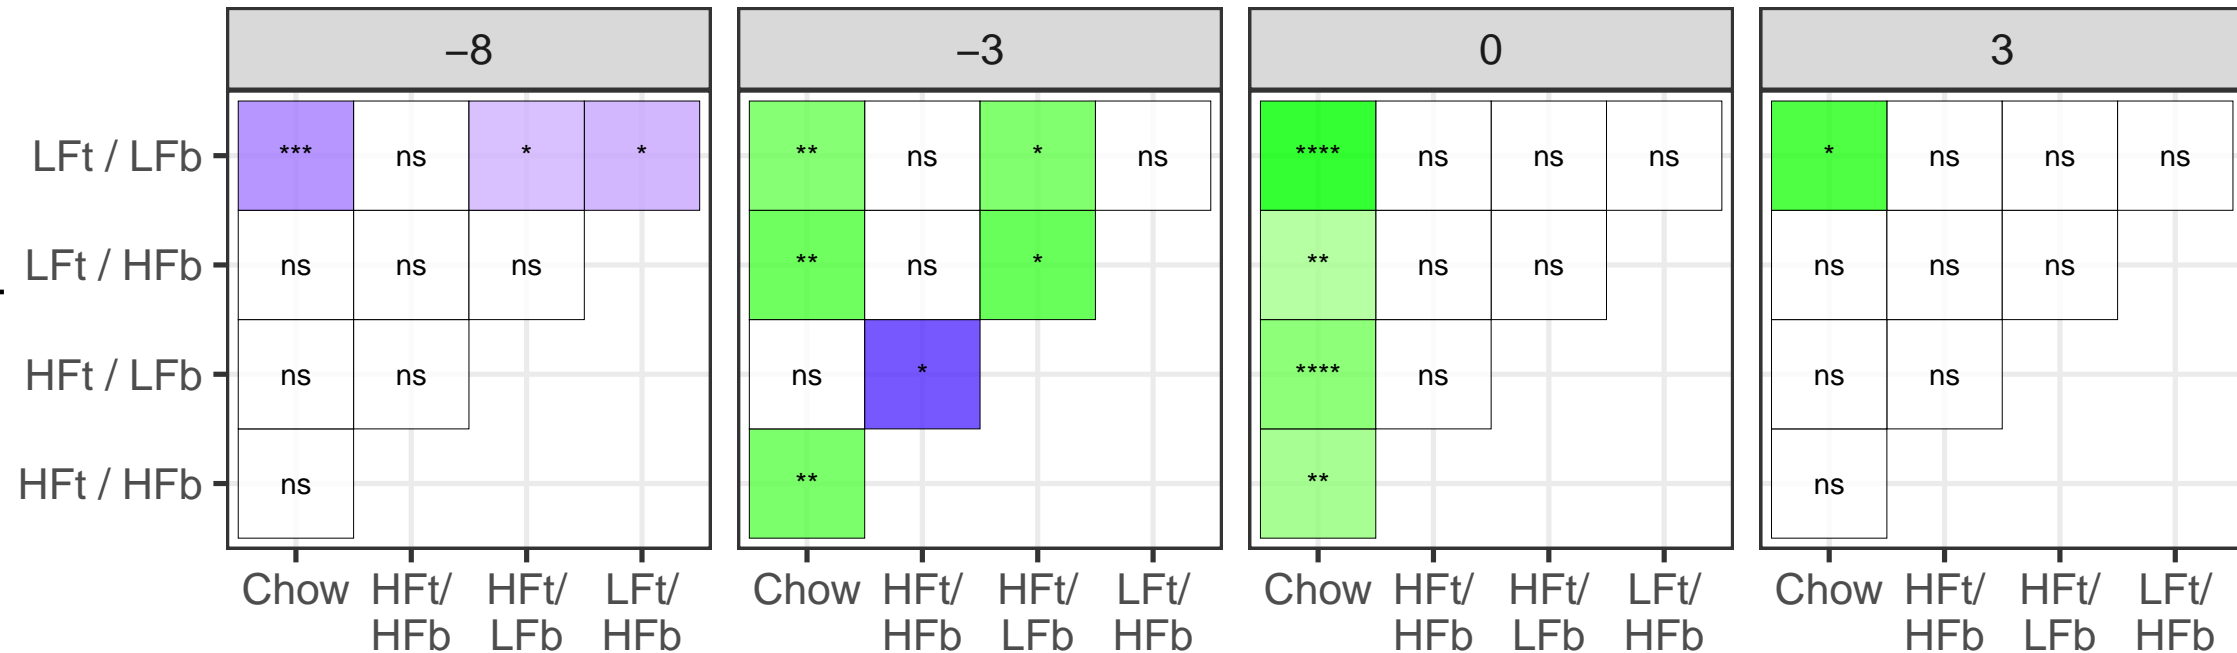 −8 −3 0 3
LFt / LFb *** ns * * ** ns * ns **** ns ns ns * ns ns ns
LFt / HFb ns ns ns ** ns * ** ns ns ns ns ns
HFt / LFb ns ns ns * **** ns ns ns
HFt / HFb ns ** ** ns
Chow HFt/ HFt/ LFt/ Chow HFt/ HFt/ LFt/ Chow HFt/ HFt/ LFt/ Chow HFt/ HFt/ LFt/
HFb LFb HFb HFb LFb HFb HFb LFb HFb HFb LFb HFb